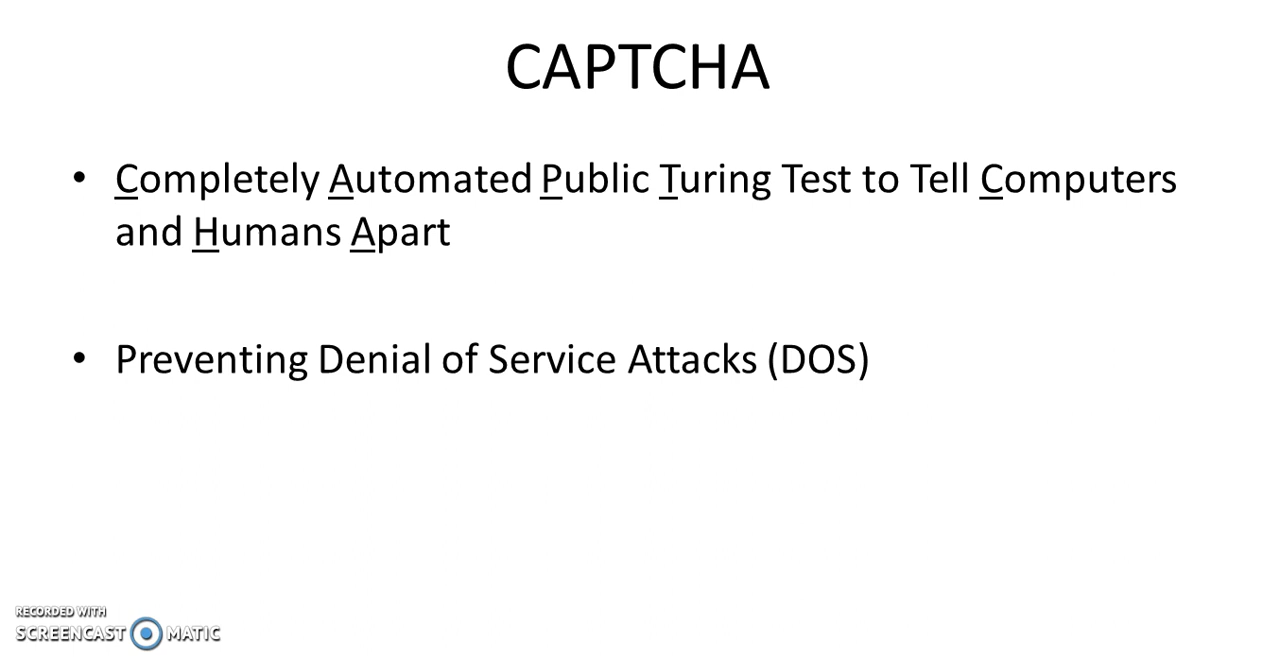 CAPTCHA
• Completely Automated Public Turing Test to Tell Computers
and Humans Apart
• Preventing Denial of Service Attacks (DOS)
RECORDED WITH
SCREENCAST MATIC